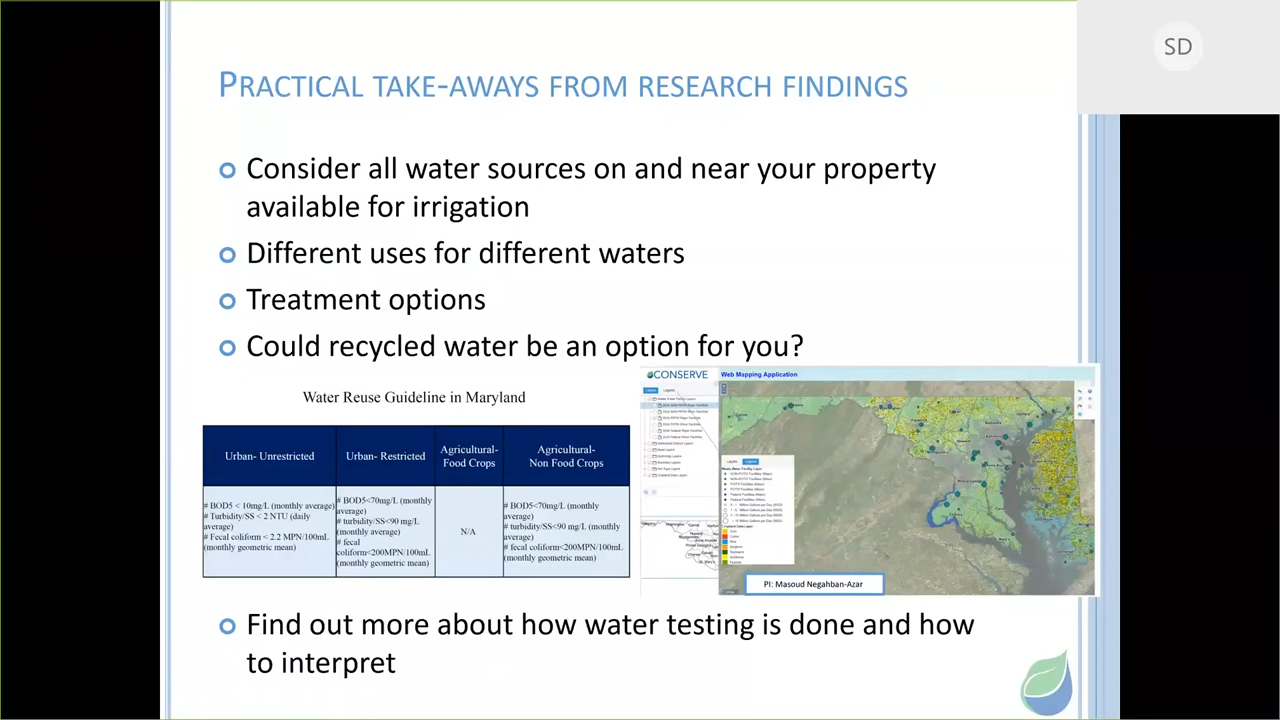 SD
PRACTICAL TAKE-AWAYS FROM RESEARCH FINDINGS
Consider all water sources on and near your property
available for irrigation
Different uses for different waters
Treatment options
Could recycled water be an option for you?
Water Reuse Guideline in Maryland
Urban- Unrestricted
Urban- Restricted
Agricultural-
Food Crops
Agricultural-
Non Food Crops
# BOD5 < 10mg/L (monthly average)
# Turbidity/SS < 2 NTU (daily
average)
# Fecal coliform < 2.2 MPN/100mL
(monthly geometric mean)
# BOD5<70mg/L (monthly
average)
# turbidity/SS<90 mg/L
(monthly average)
# fecal
coliform<200MPN/100mL
(monthly geometric mean)
N/A
# BOD5<70mg/L (monthly
average)
# turbidity/SS<90 mg/L (monthly
average)
# fecal coliform<200MPN/100mL
(monthly geometric mean)
CONSERVE
Web Mapping Application
PI: Masoud Negahban-Azar
Find out more about how water testing is done and how
to interpret